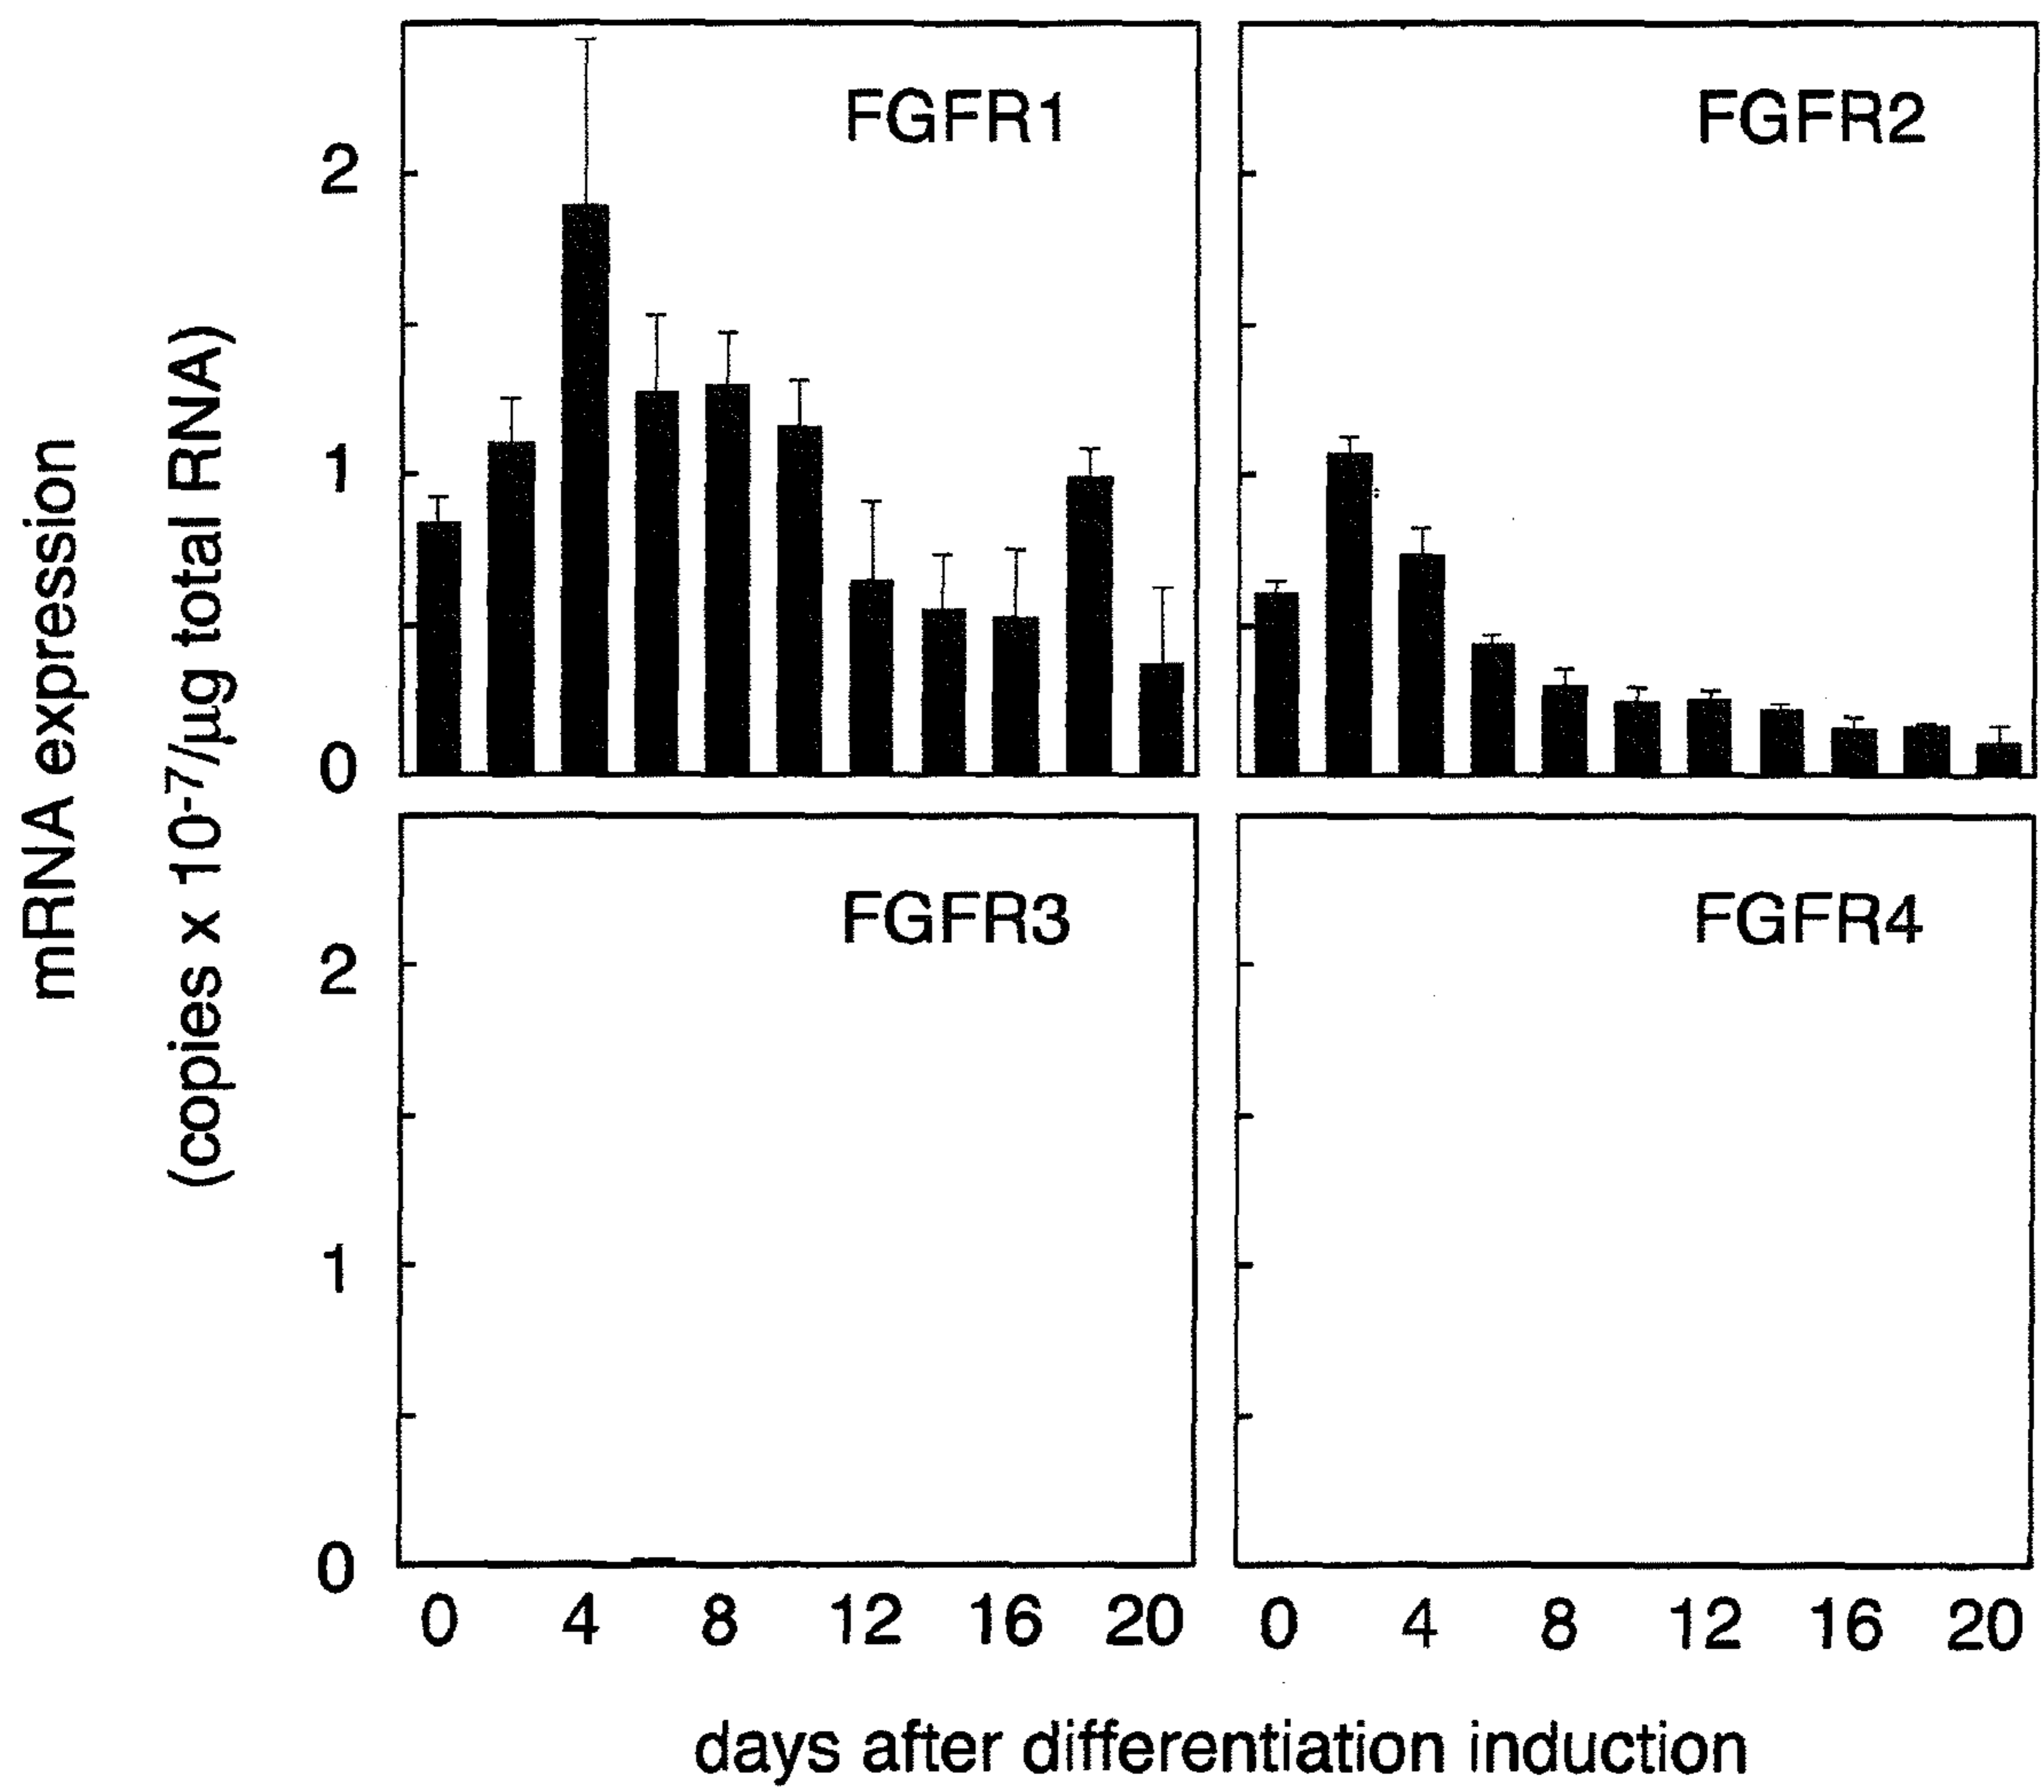 mRNA expression
(copies x 10-7/µg total RNA)
FGFR1
FGFR2
2
1
0
FGFR3
FGFR4
2
1
0
0 4 8 12 16 20
0 4 8 12 16 20
days after differentiation induction